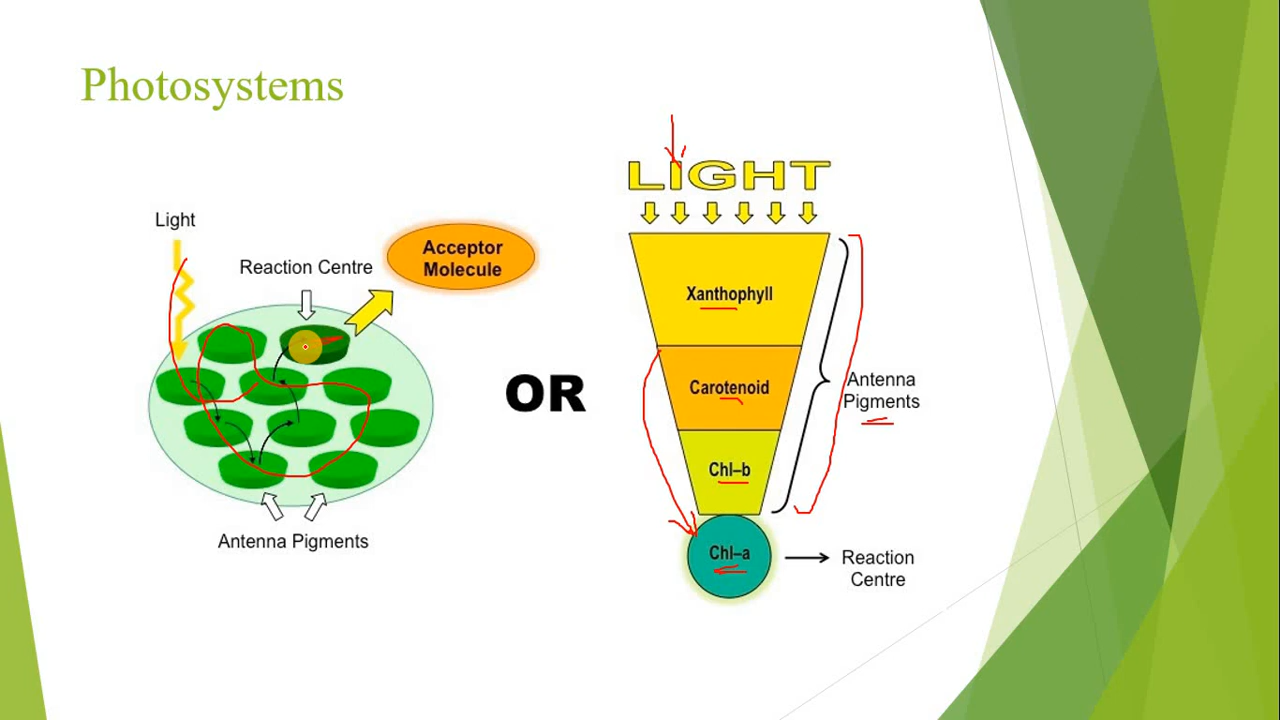 Photosystems
Light
Reaction Centre
Acceptor
Molecule
Antenna Pigments
OR
LIGHT
Xanthophyll
Carotenoid
Chl–b
Chl–a
Antenna
Pigments
Reaction
Centre